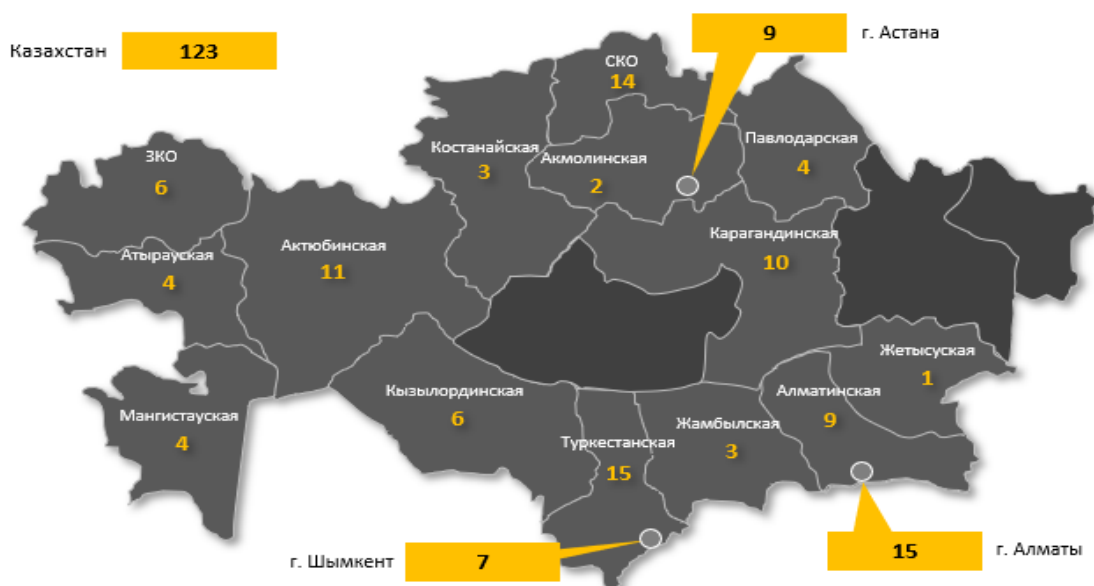 Казахстан
123
9
г. Астана
СКО
14
Костанайская
3
Акмолинская
2
Павлодарская
4
ЗКО
6
Актюбинская
11
Атырауская
4
Карагандинская
10
Жетысуская
1
Мангистауская
4
Кызылординская
6
Алматинская
9
Туркестанская
15
Жамбылская
3
г. Шымкент
7
15
г. Алматы